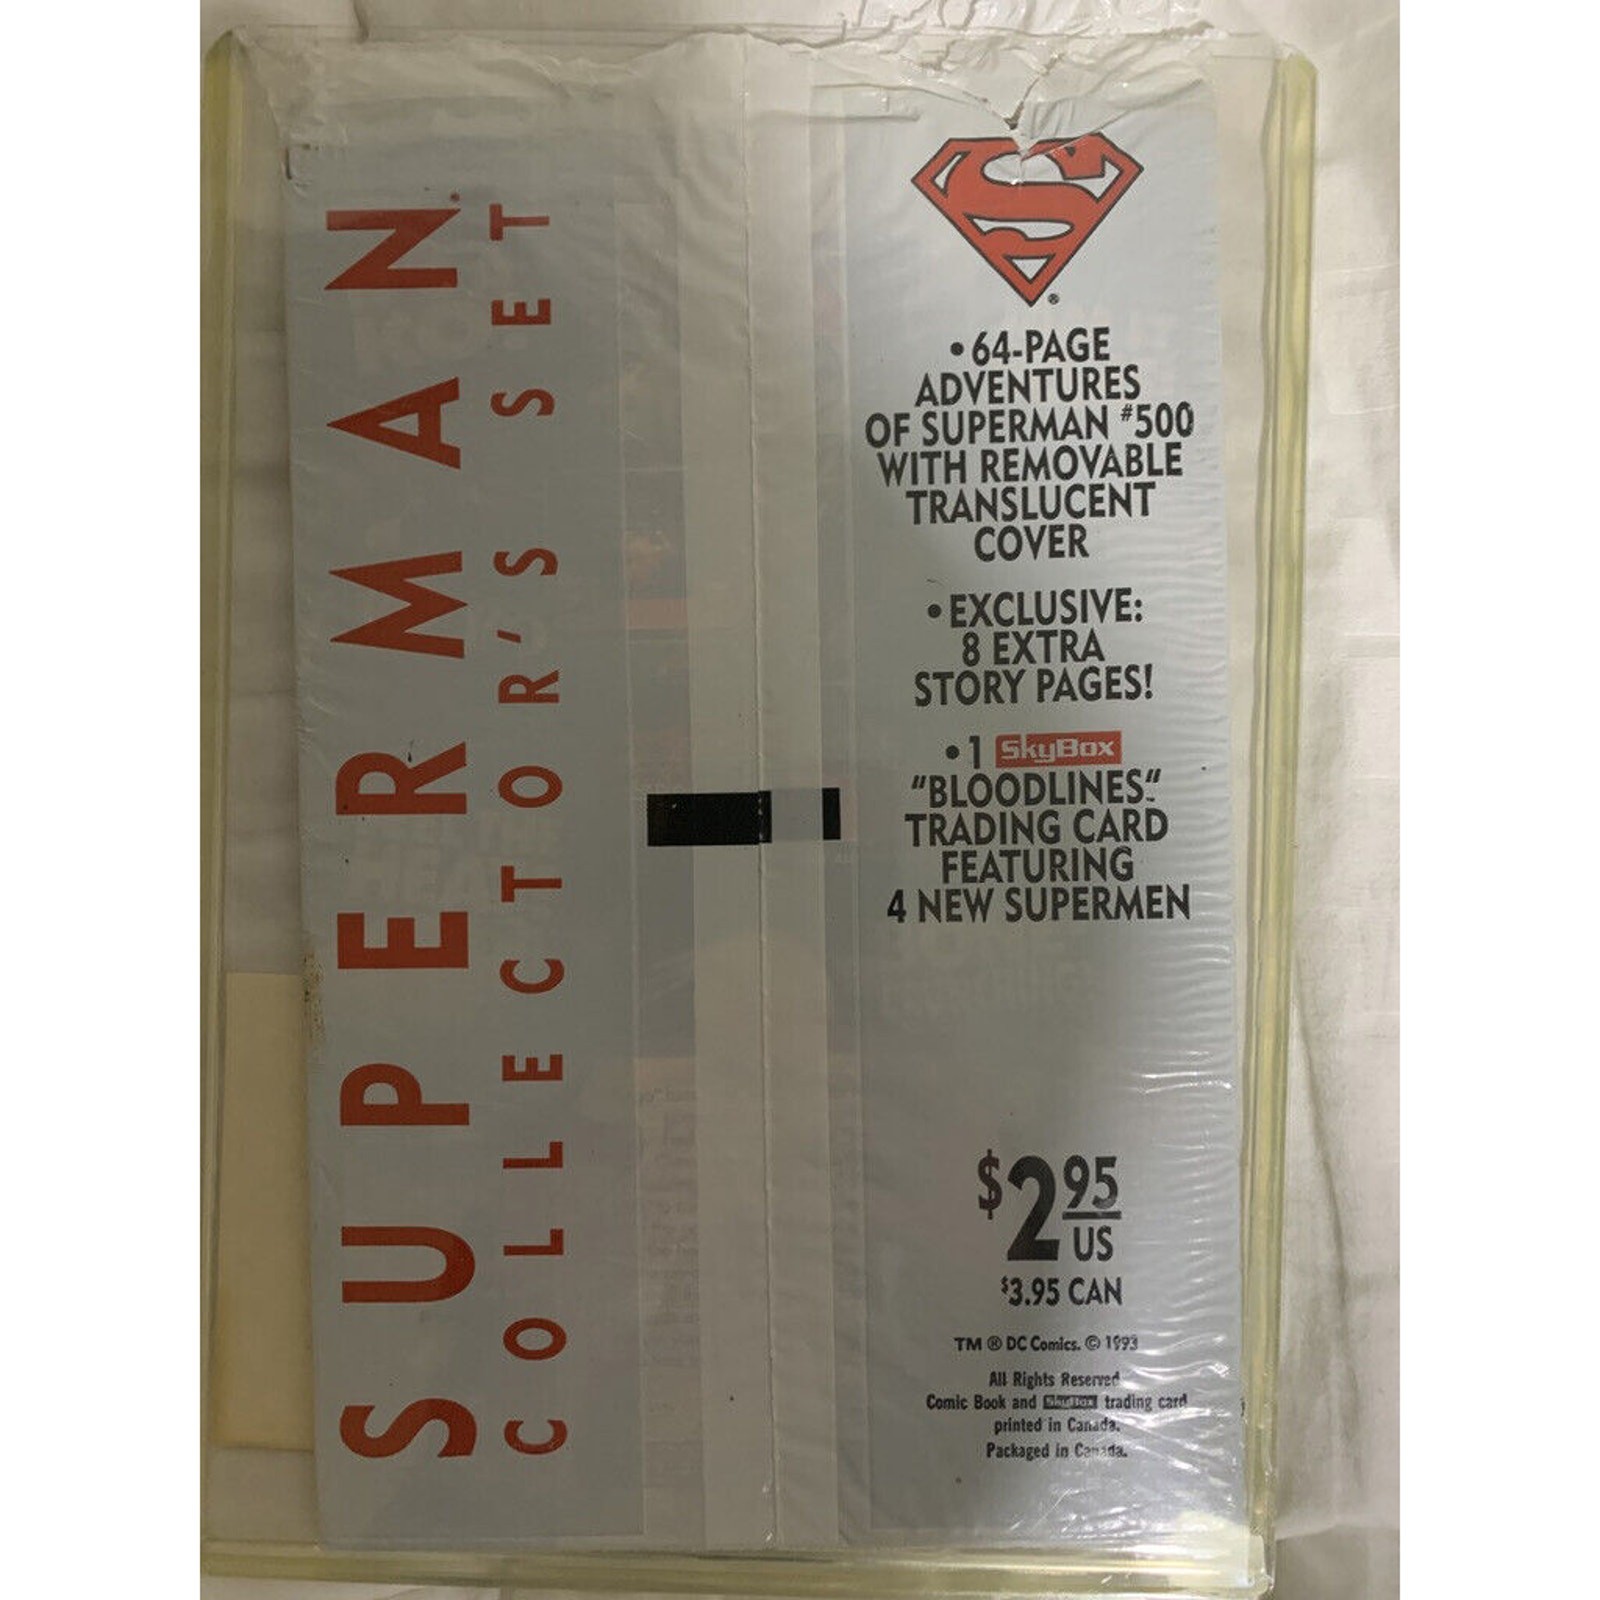 SUPERMAN®
COLLECTOR'S SET
S
®
•64-PAGE
ADVENTURES
OF SUPERMAN #500
WITH REMOVABLE
TRANSLUCENT
COVER
•EXCLUSIVE:
8 EXTRA
STORY PAGES!
•1 SkyBox
"BLOODLINES"
TRADING CARD
FEATURING
4 NEW SUPERMEN
$2.95
US
$3.95 CAN
TM ® DC Comics. © 1993
All Rights Reserved
Comic Book and SkyBox trading card
printed in Canada.
Packaged in Canada.